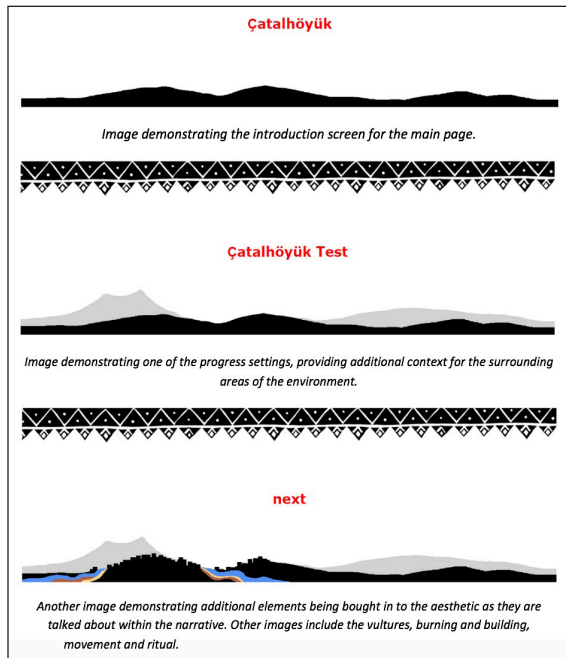 Çatalhöyük
Image demonstrating the introduction screen for the main page.
Çatalhöyük Test
Image demonstrating one of the progress settings, providing additional context for the surrounding
areas of the environment.
next
Another image demonstrating additional elements being bought in to the aesthetic as they are
talked about within the narrative. Other images include the vultures, burning and building,
movement and ritual.